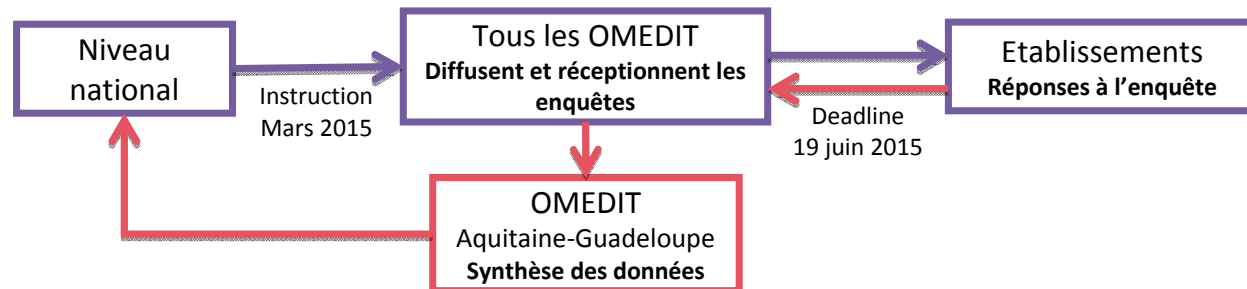 Niveau
national
Instruction
Mars 2015
Tous les OMEDIT
Diffusent et réceptionnent les
enquêtes
Etablissements
Réponses à l’enquête
Deadline
19 juin 2015
OMEDIT
Aquitaine-Guadeloupe
Synthèse des données